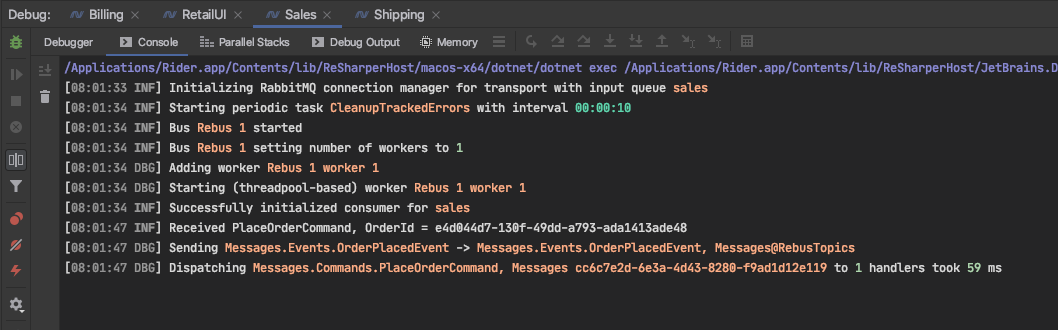 Debug: Billing RetailUI Sales Shipping
Debugger Console Parallel Stacks Debug Output Memory
/Applications/Rider.app/Contents/lib/ReSharperHost/macos-x64/dotnet/dotnet exec /Applications/Rider.app/Contents/lib/ReSharperHost/JetBrains.D
[08:01:33 INF] Initializing RabbitMQ connection manager for transport with input queue sales
[08:01:34 INF] Starting periodic task CleanupTrackedErrors with interval 00:00:10
[08:01:34 INF] Bus Rebus 1 started
[08:01:34 INF] Bus Rebus 1 setting number of workers to 1
[08:01:34 DBG] Adding worker Rebus 1 worker 1
[08:01:34 DBG] Starting (threadpool-based) worker Rebus 1 worker 1
[08:01:34 INF] Successfully initialized consumer for sales
[08:01:47 INF] Received PlaceOrderCommand, OrderId = e4d044d7-130f-49dd-a793-ada1413ade48
[08:01:47 DBG] Sending Messages.Events.OrderPlacedEvent -> Messages.Events.OrderPlacedEvent, Messages@RebusTopics
[08:01:47 DBG] Dispatching Messages.Commands.PlaceOrderCommand, Messages cc6c7e2d-6e3a-4d43-8280-f9ad1d12e119 to 1 handlers took 59 ms